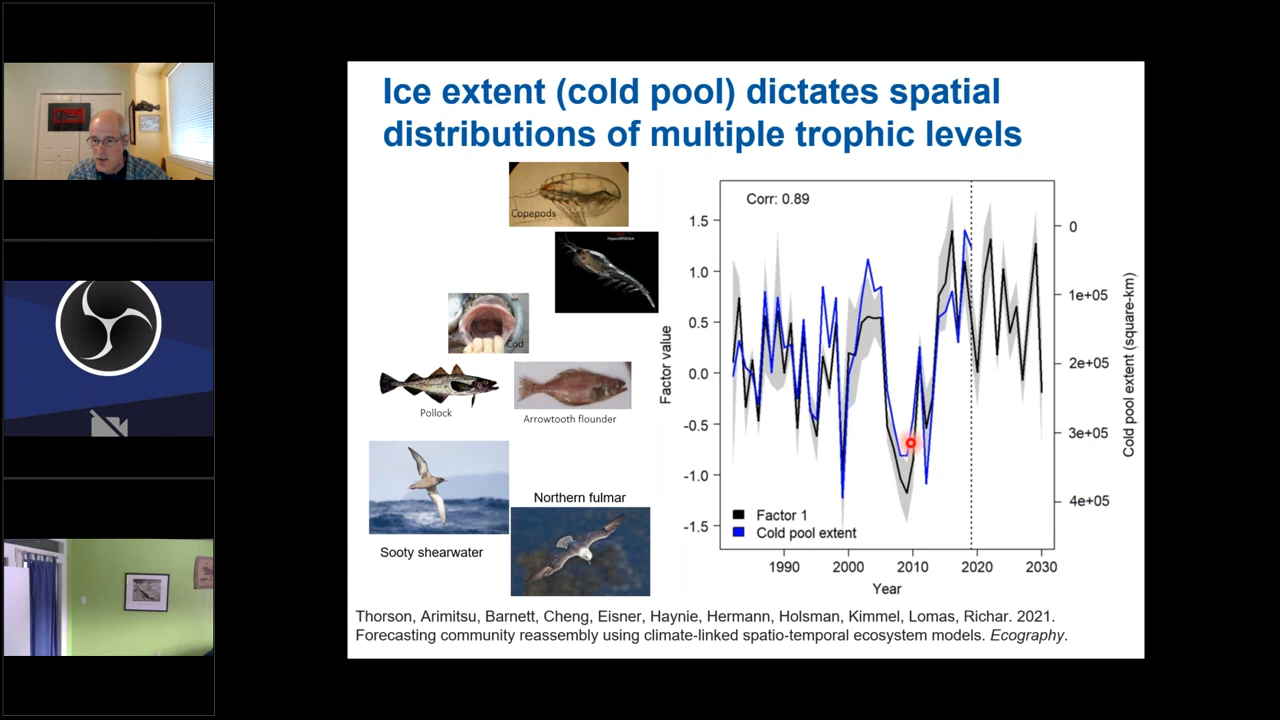 Ice extent (cold pool) dictates spatial
distributions of multiple trophic levels
Copepods
Cod
Pollock
Arrowtooth flounder
Northern fulmar
Sooty shearwater
Corr: 0.89
1.5
1.0
0.5
0.0
-0.5
-1.0
-1.5
Factor value
0
1e+05
2e+05
3e+05
4e+05
Cold pool extent (square-km)
Factor 1
Cold pool extent
1990
2000
2010
2020
2030
Year
Thorson, Arimitsu, Barnett, Cheng, Eisner, Haynie, Hermann, Holsman, Kimmel, Lomas, Richar. 2021.
Forecasting community reassembly using climate-linked spatio-temporal ecosystem models. Ecography.